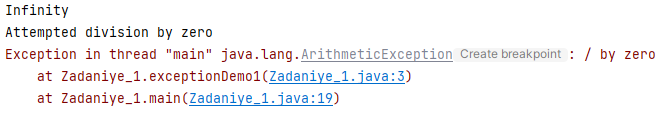 Infinity
Attempted division by zero
Exception in thread "main" java.lang.ArithmeticException Create breakpoint : / by zero
    at Zadaniye_1.exceptionDemo1(Zadaniye_1.java:3)
    at Zadaniye_1.main(Zadaniye_1.java:19)